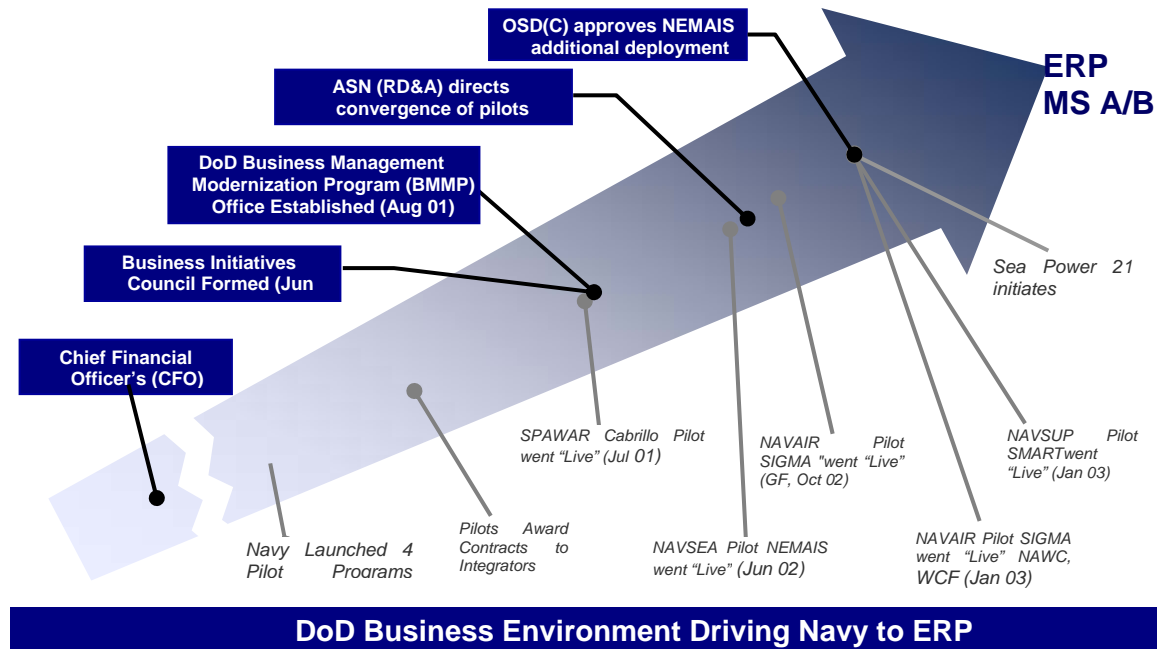 OSD(C) approves NEMAIS
additional deployment
ERP
MS A/B
ASN (RD&A) directs
convergence of pilots
DoD Business Management
Modernization Program (BMMP)
Office Established (Aug 01)
Business Initiatives
Council Formed (Jun
Chief Financial
Officer's (CFO)
Sea Power 21
initiates
SPAWAR Cabrillo Pilot
went “Live” (Jul 01)
NAVAIR Pilot
SIGMA "went “Live”
(GF, Oct 02)
NAVSUP Pilot
SMARTwent
“Live” (Jan 03)
Navy Launched 4
Pilot Programs
Pilots Award
Contracts to
Integrators
NAVSEA Pilot NEMAIS
went “Live” (Jun 02)
NAVAIR Pilot SIGMA
went “Live” NAWC,
WCF (Jan 03)
DoD Business Environment Driving Navy to ERP